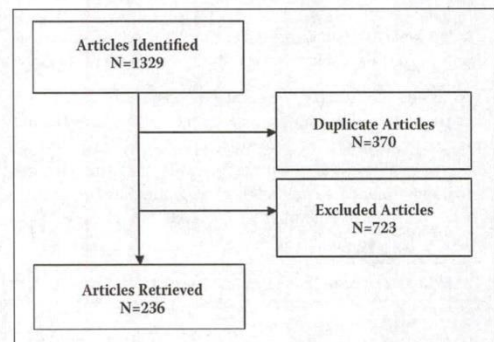 Articles Identified
N=1329
Duplicate Articles
N=370
Excluded Articles
N=723
Articles Retrieved
N=236